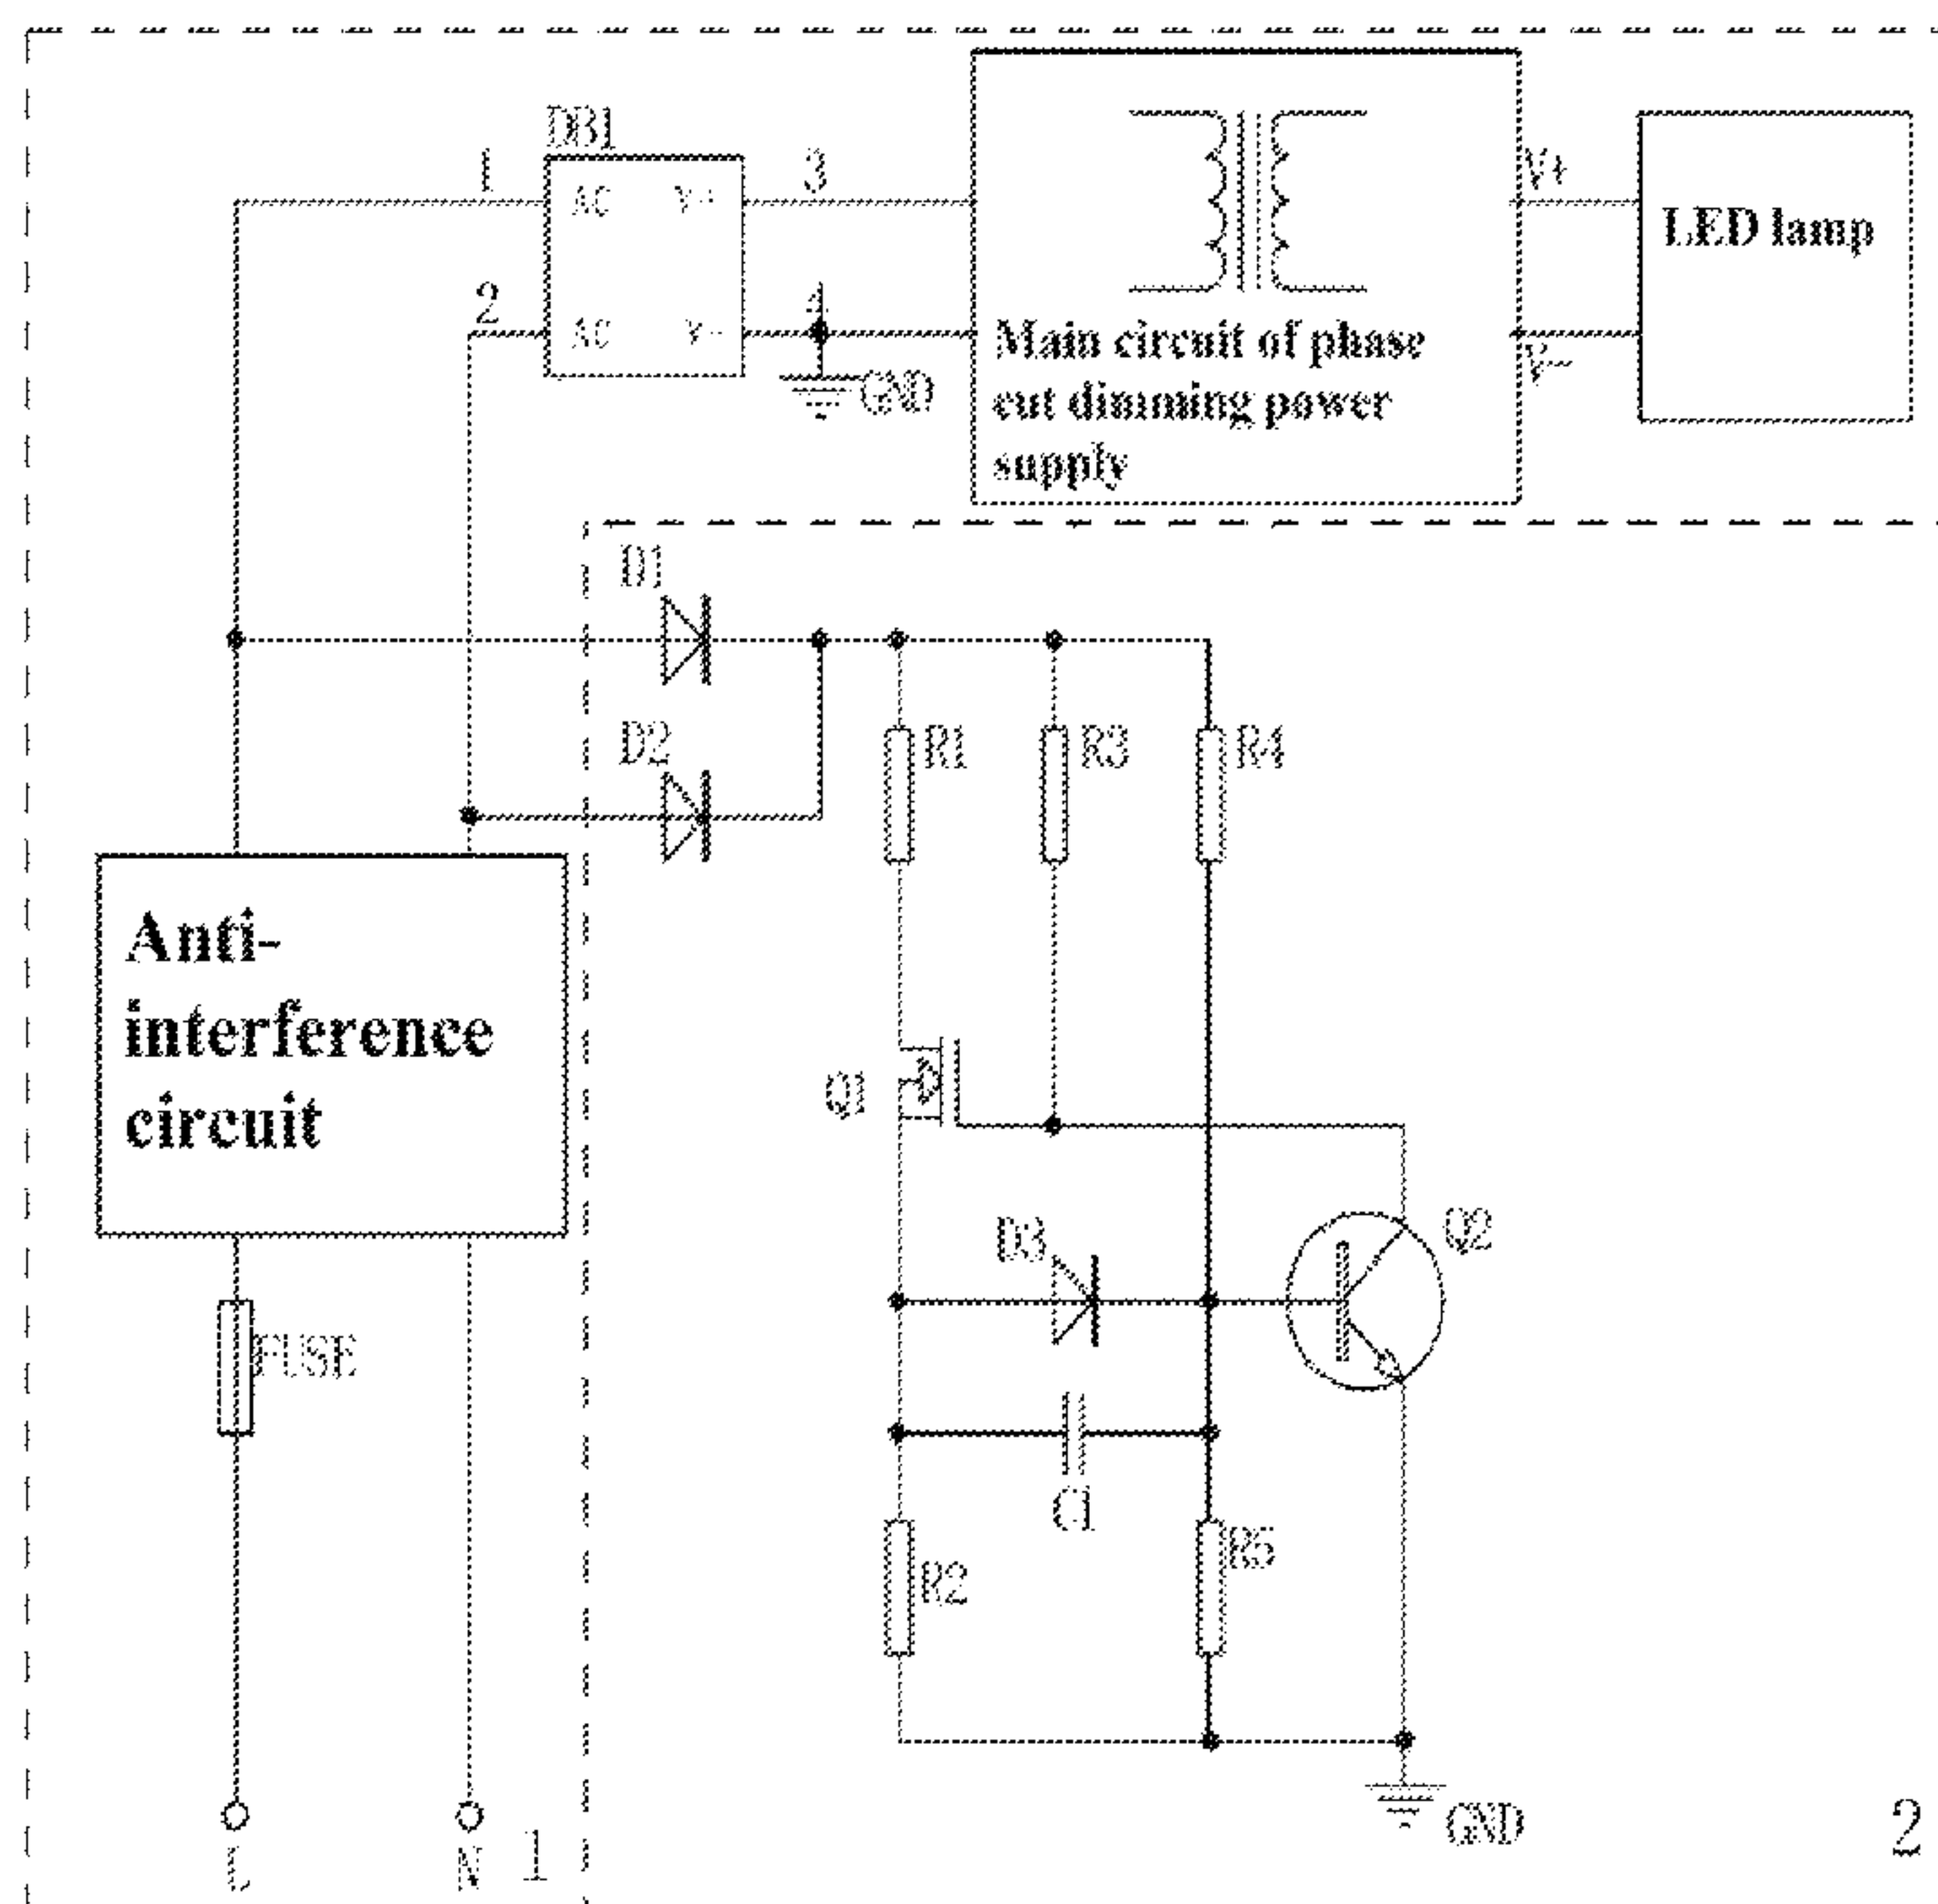 DB1
1
AC
V+
3
V+
LED lamp
2
AC
V-
4
GND
V-
Main circuit of phase
cut dimming power
supply
D1
D2
R1
R3
R4
Anti-
interference
circuit
Q1
D3
Q2
FUSE
C1
R2
R5
GND
L
N
1
2